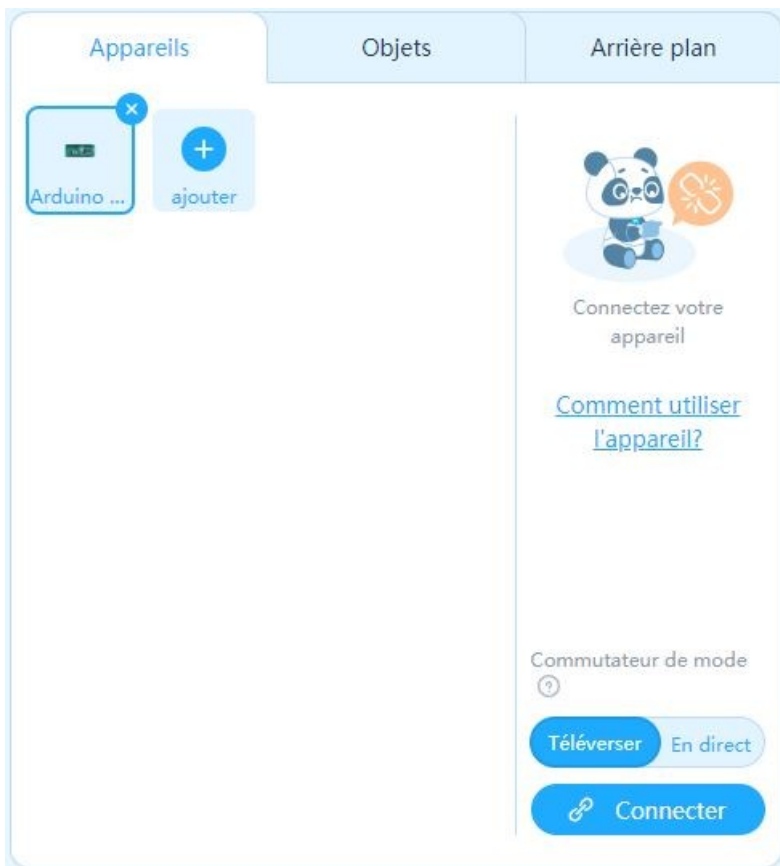 Appareils
Objets
Arrière plan
Arduino ...
ajouter
Connectez votre
appareil
Comment utiliser
l'appareil?
Commutateur de mode
?
Téléverser
En direct
Connecter